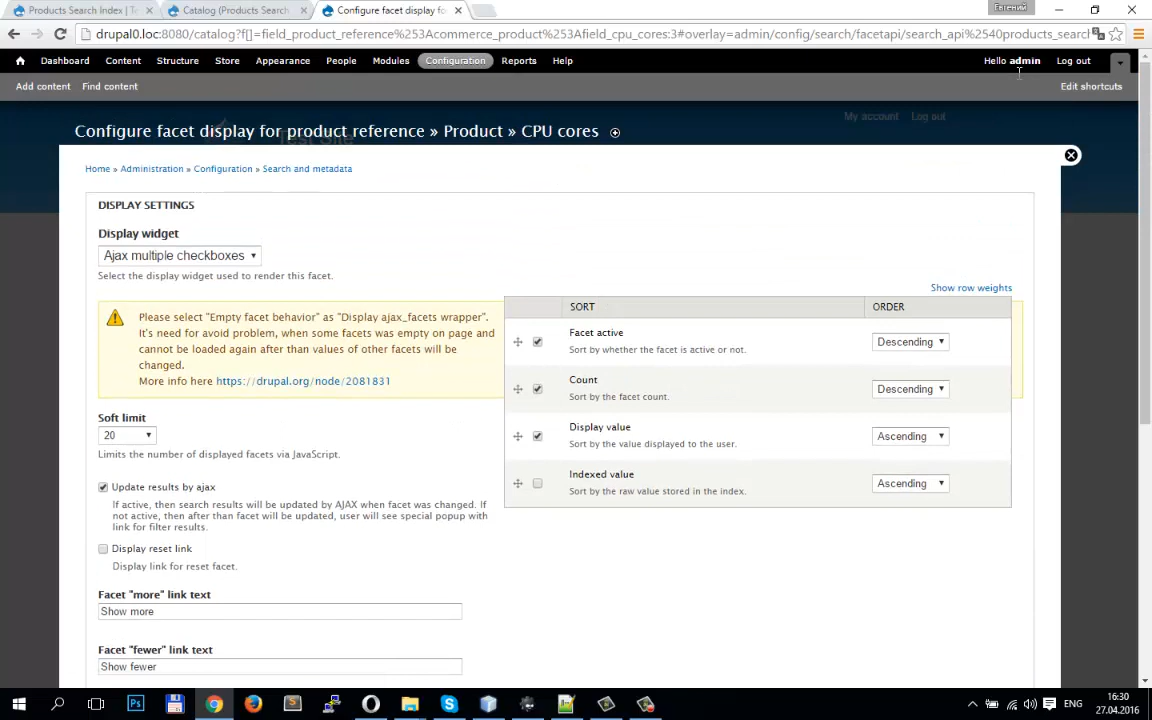 Products Search Index | Te
Catalog (Products Search
Configure facet display fo
Евгений
drupal0.loc:8080/catalog?f[]=field_product_reference%253Acommerce_product%253Afield_cpu_cores:3#overlay=admin/config/search/facetapi/search_api%2540products_search
Dashboard Content Structure Store Appearance People Modules Configuration Reports Help Hello admin Log out
Add content Find content Edit shortcuts
My account Log out
Test Site
Configure facet display for product reference » Product » CPU cores
Home » Administration » Configuration » Search and metadata
DISPLAY SETTINGS
Display widget
Ajax multiple checkboxes
Select the display widget used to render this facet.
Please select "Empty facet behavior" as "Display ajax_facets wrapper".
It's need for avoid problem, when some facets was empty on page and
cannot be loaded again after than values of other facets will be
changed.
More info here https://drupal.org/node/2081831
Soft limit
20
Limits the number of displayed facets via JavaScript.
Update results by ajax
If active, then search results will be updated by AJAX when facet was changed. If
not active, then after than facet will be updated, user will see special popup with
link for filter results.
Display reset link
Display link for reset facet.
Facet "more" link text
Show more
Facet "fewer" link text
Show fewer
Show row weights
SORT ORDER
Facet active
Sort by whether the facet is active or not.
Descending
Count
Sort by the facet count.
Descending
Display value
Sort by the value displayed to the user.
Ascending
Indexed value
Sort by the raw value stored in the index.
Ascending
ENG
16:30
27.04.2016